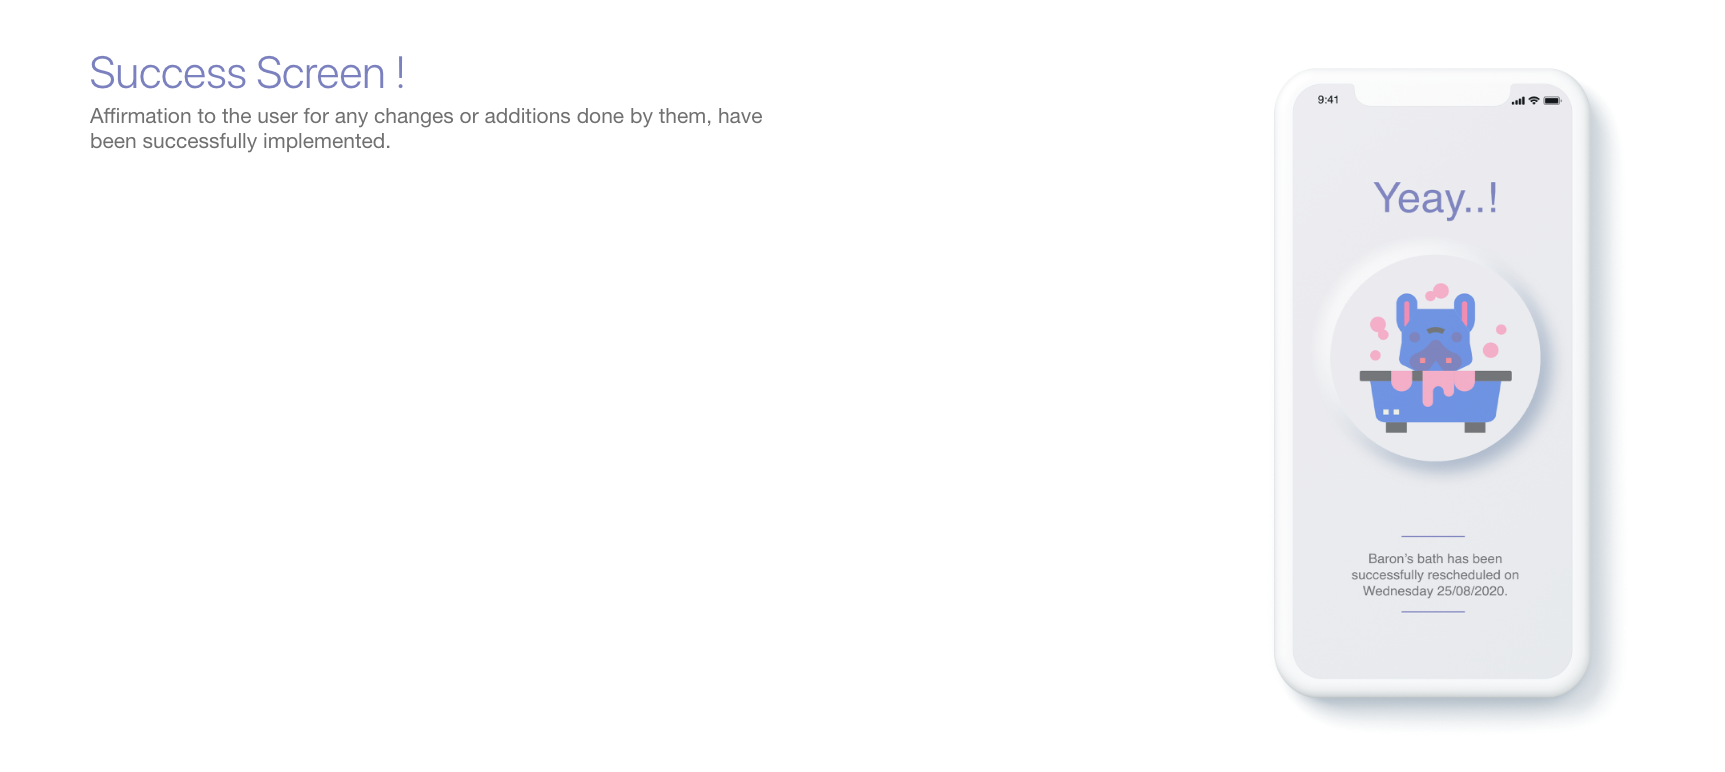 Success Screen !
Affirmation to the user for any changes or additions done by them, have
been successfully implemented.
9:41
Yeay..!
Baron's bath has been
successfully rescheduled on
Wednesday 25/08/2020.